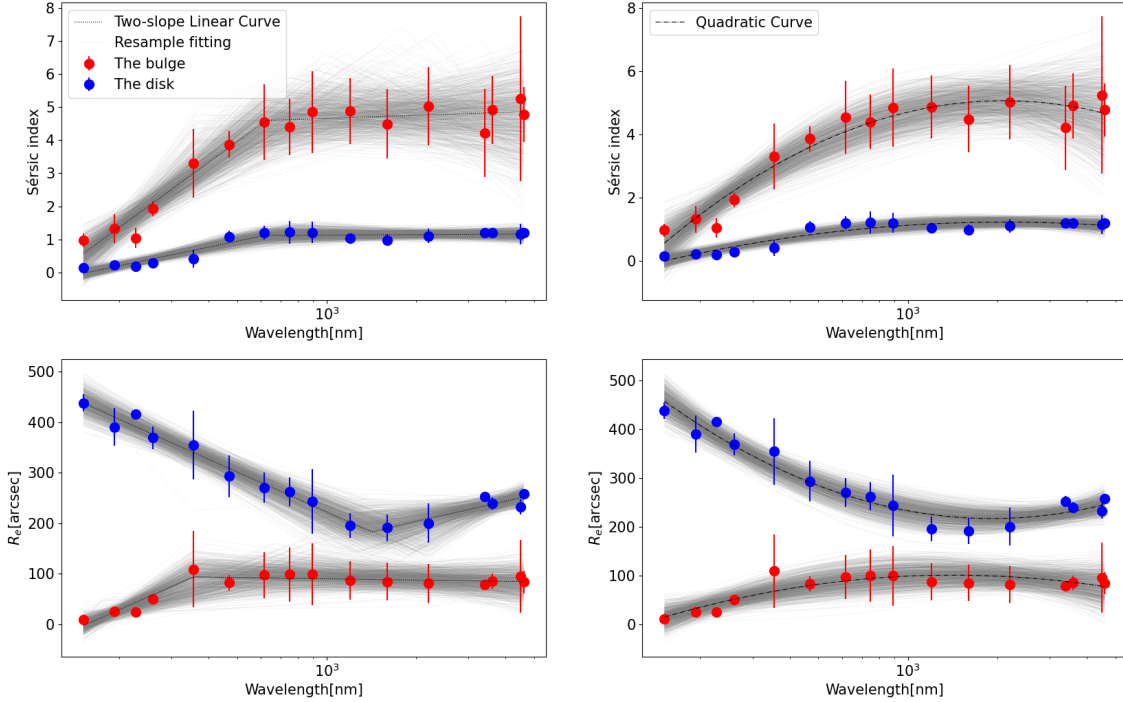 8
7
6
5
4
3
2
1
0
Sérsic index
Two-slope Linear Curve
Resample fitting
The bulge
The disk
10³
Wavelength[nm]
8
6
4
2
0
Sérsic index
Quadratic Curve
10³
Wavelength[nm]
500
400
300
200
100
0
Rₑ[arcsec]
10³
Wavelength[nm]
500
400
300
200
100
0
Rₑ[arcsec]
10³
Wavelength[nm]